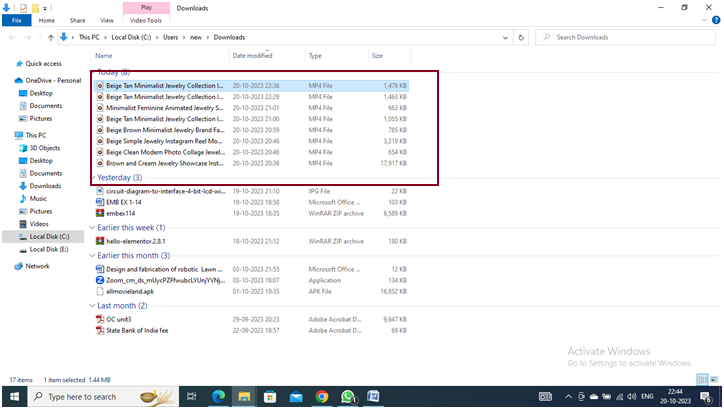 Play
Downloads
File
Home
Share
View
Video Tools
This PC
Local Disk (C:)
Users
new
Downloads
Search Downloads
Name
Date modified
Type
Size
Quick access
OneDrive - Personal
Desktop
Documents
Pictures
This PC
3D Objects
Desktop
Documents
Downloads
Music
Pictures
Videos
Local Disk (C:)
Local Disk (E:)
Network
Today (8)
Beige Tan Minimalist Jewelry Collection I... 20-10-2023 22:36 MP4 File 1,478 KB
Beige Tan Minimalist Jewelry Collection I... 20-10-2023 22:29 MP4 File 1,463 KB
Minimalist Feminine Animated Jewelry S... 20-10-2023 21:01 MP4 File 663 KB
Beige Tan Minimalist Jewelry Collection I... 20-10-2023 21:00 MP4 File 1,055 KB
Beige Brown Minimalist Jewelry Brand Fa... 20-10-2023 20:59 MP4 File 785 KB
Beige Simple Jewelry Instagram Reel Mo... 20-10-2023 20:46 MP4 File 3,219 KB
Beige Clean Modern Photo Collage Jewel... 20-10-2023 20:46 MP4 File 654 KB
Brown and Cream Jewelry Showcase Inst... 20-10-2023 20:36 MP4 File 17,917 KB
Yesterday (3)
circuit-diagram-to-interface-4-bit-lcd-wi... 19-10-2023 21:10 JPG File 22 KB
EMB EX 1-14 19-10-2023 18:58 Microsoft Office ... 103 KB
embex114 19-10-2023 18:35 WinRAR ZIP archive 6,589 KB
Earlier this week (1)
hello-elementor.2.8.1 18-10-2023 21:12 WinRAR ZIP archive 180 KB
Earlier this month (3)
Design and fabrication of robotic Lawn ... 03-10-2023 21:55 Microsoft Office ... 12 KB
03-10-2023 18:07 Application 134 KB
allmovieland.apk 01-10-2023 19:35 APK File 16,852 KB
Last month (2)
OC unit3 29-09-2023 20:23 Adobe Acrobat D... 9,647 KB
State Bank of India fee 22-09-2023 18:57 Adobe Acrobat D... 69 KB
Activate Windows
Go to Settings to activate Windows.
17 items 1 item selected 1.44 MB
Type here to search
ENG
22:44
20-10-2023